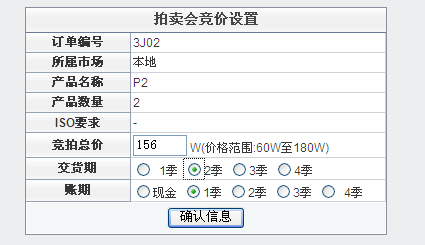 拍卖会竞价设置
订单编号 3J02
所属市场 本地
产品名称 P2
产品数量 2
ISO要求 -
竞拍总价 156 W(价格范围:60W至180W)
交货期 1季 2季 3季 4季
账期 现金 1季 2季 3季 4季
确认信息